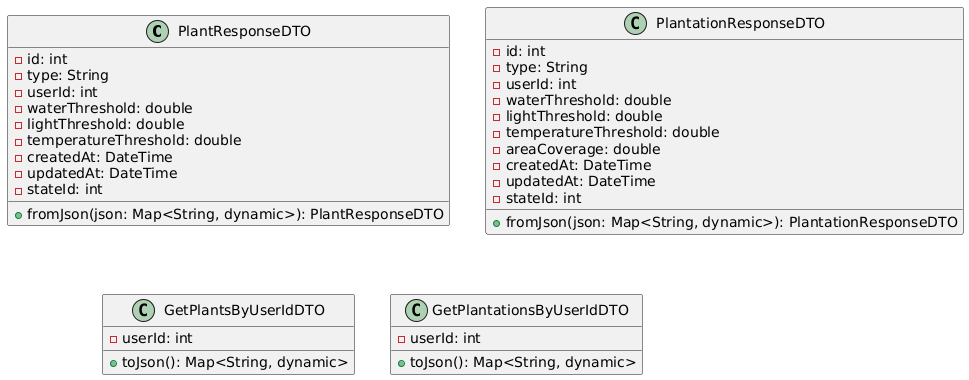 C PlantResponseDTO
id: int
type: String
userId: int
waterThreshold: double
lightThreshold: double
temperatureThreshold: double
createdAt: DateTime
updatedAt: DateTime
stateId: int
fromJson(json: Map<String, dynamic>): PlantResponseDTO
C PlantationResponseDTO
id: int
type: String
userId: int
waterThreshold: double
lightThreshold: double
temperatureThreshold: double
areaCoverage: double
createdAt: DateTime
updatedAt: DateTime
stateId: int
fromJson(json: Map<String, dynamic>): PlantationResponseDTO
C GetPlantsByUserIdDTO
userId: int
toJson(): Map<String, dynamic>
C GetPlantationsByUserIdDTO
userId: int
toJson(): Map<String, dynamic>